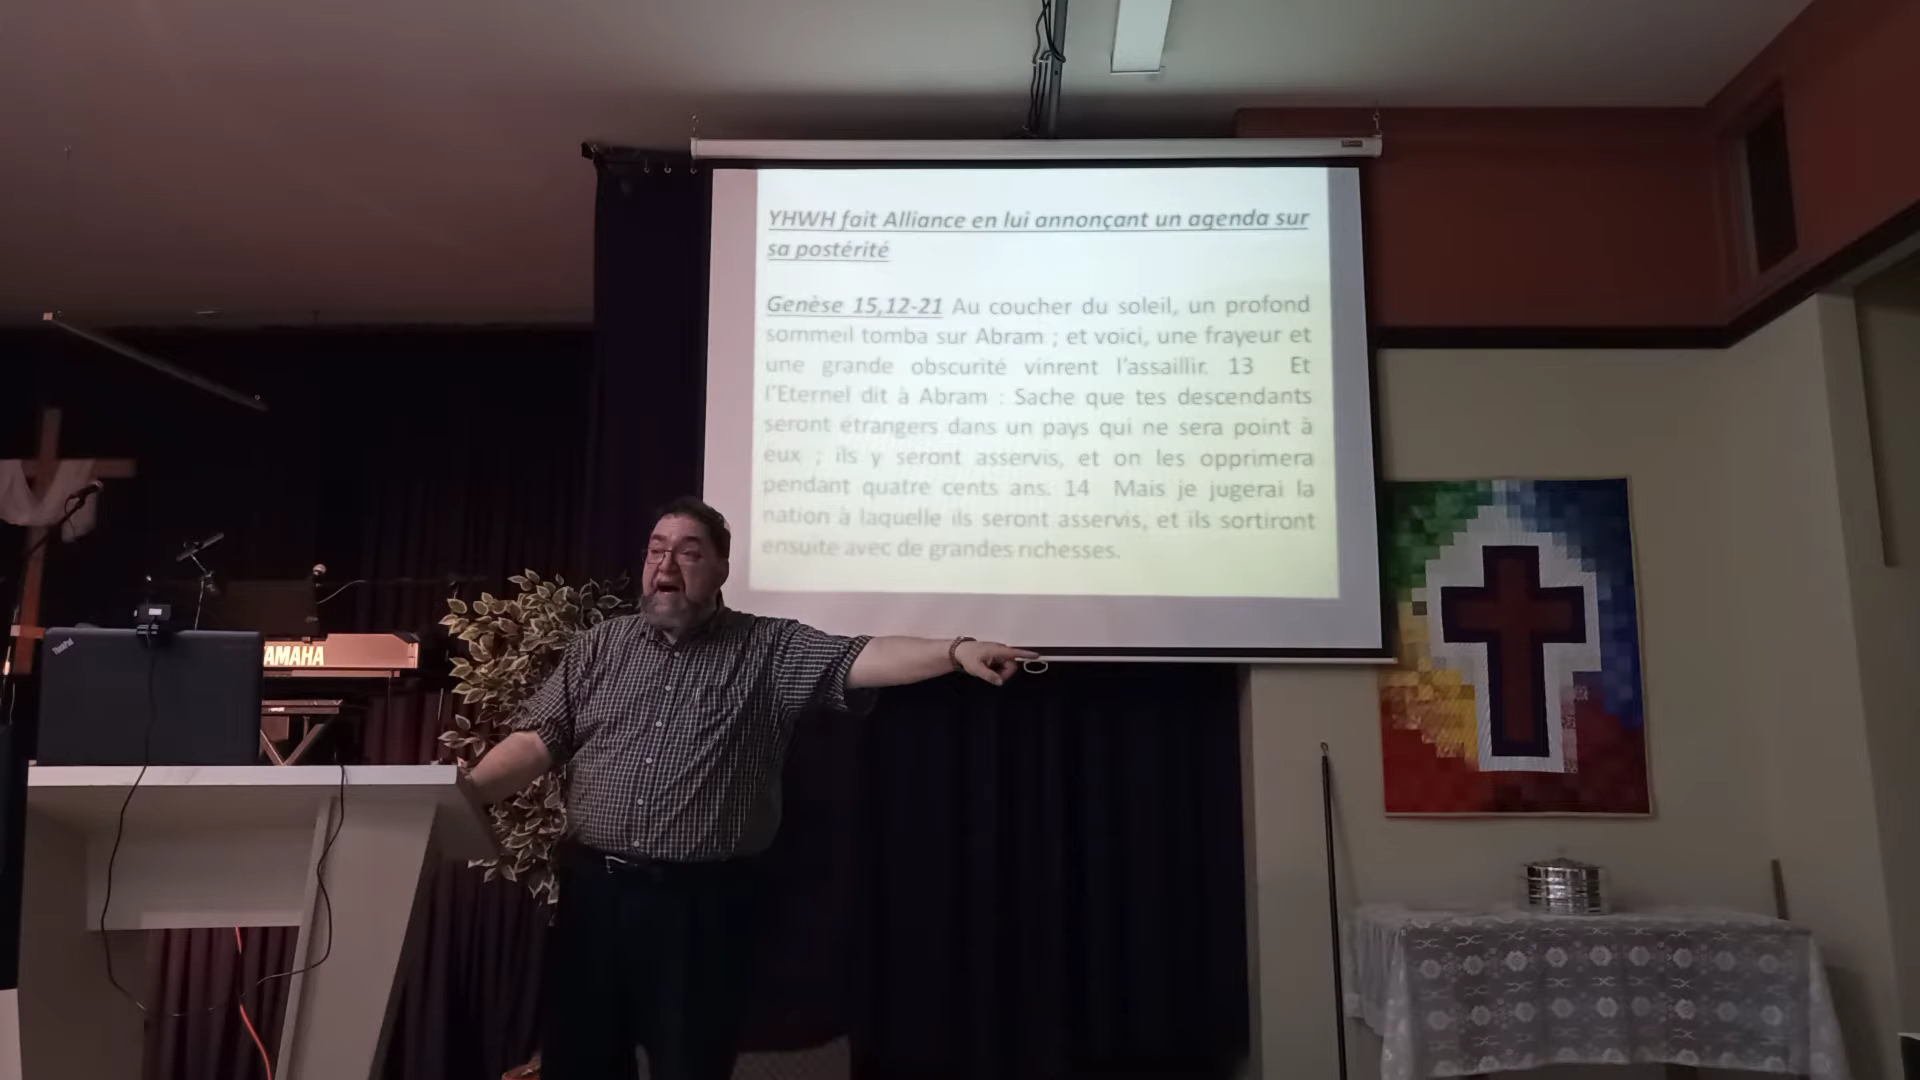 YHWH fait Alliance en lui annonçant un agenda sur
sa postérité
Genèse 15,12-21 Au coucher du soleil, un profond
sommeil tomba sur Abram ; et voici, une frayeur et
une grande obscurité vinrent l'assaillir. 13 Et
l'Eternel dit à Abram : Sache que tes descendants
seront étrangers dans un pays qui ne sera point à
eux ; ils y seront asservis, et on les opprimera
pendant quatre cents ans. 14 Mais je jugerai la
nation à laquelle ils seront asservis, et ils sortiront
ensuite avec de grandes richesses.
ThinkPad
AMAHA